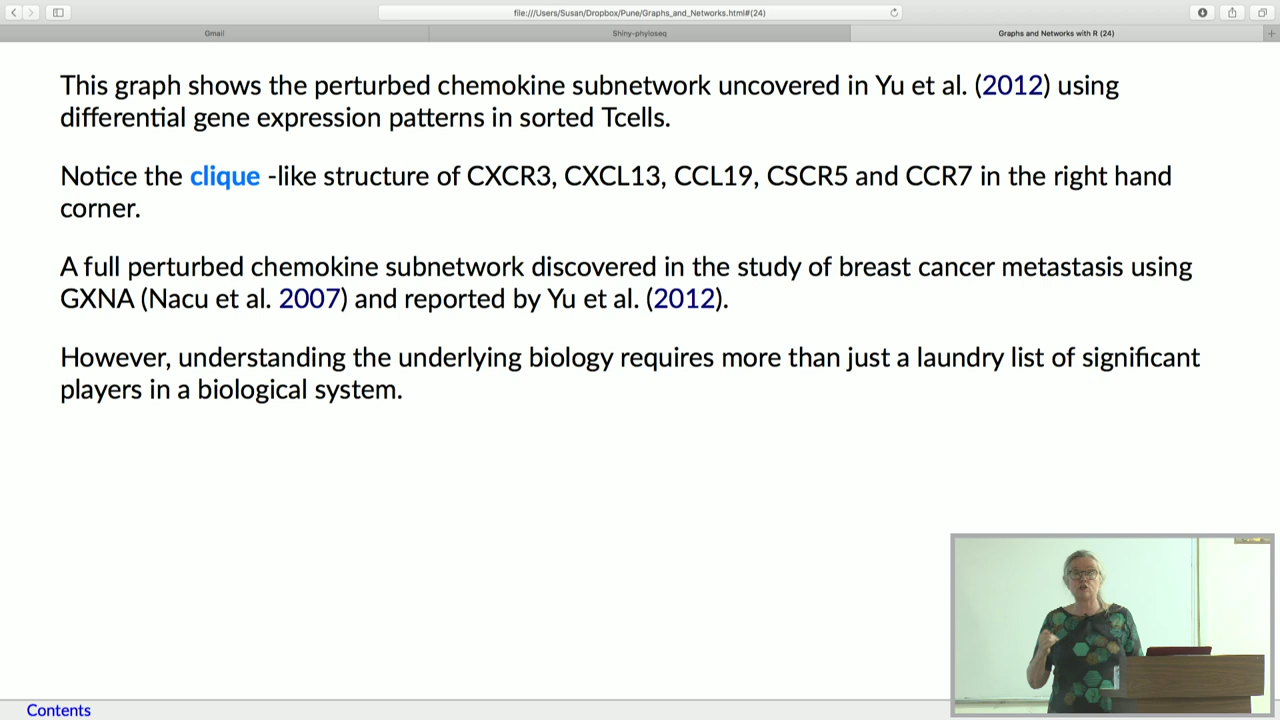 file:///Users/Susan/Dropbox/Pune/Graphs_and_Networks.html#(24)
Gmail
Shiny-phyloseq
Graphs and Networks with R (24)
This graph shows the perturbed chemokine subnetwork uncovered in Yu et al. (2012) using
differential gene expression patterns in sorted Tcells.
Notice the clique -like structure of CXCR3, CXCL13, CCL19, CSCR5 and CCR7 in the right hand
corner.
A full perturbed chemokine subnetwork discovered in the study of breast cancer metastasis using
GXNA (Nacu et al. 2007) and reported by Yu et al. (2012).
However, understanding the underlying biology requires more than just a laundry list of significant
players in a biological system.
Contents